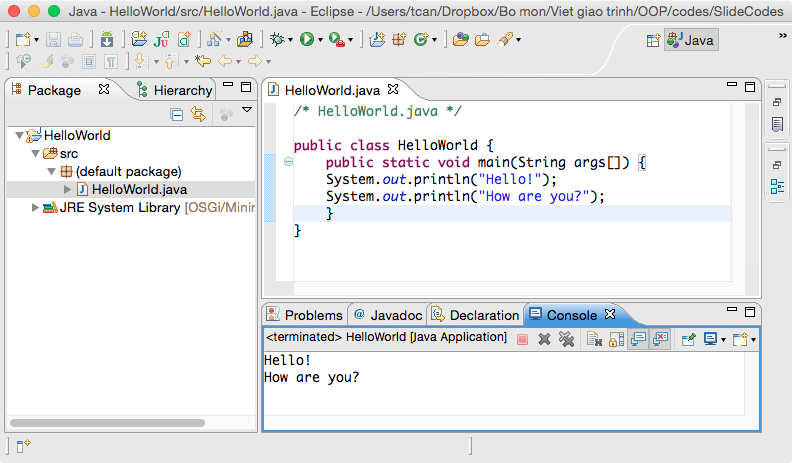 Java - HelloWorld/src/HelloWorld.java - Eclipse - /Users/tcan/Dropbox/Bo mon/Viet giao trinh/OOP/codes/SlideCodes
Java
Package
Hierarchy
HelloWorld
src
(default package)
HelloWorld.java
JRE System Library [OSGi/Minir
HelloWorld.java
/* HelloWorld.java */
public class HelloWorld {
public static void main(String args[]) {
System.out.println("Hello!");
System.out.println("How are you?");
}
}
Problems @ Javadoc Declaration Console
<terminated> HelloWorld [Java Application]
Hello!
How are you?